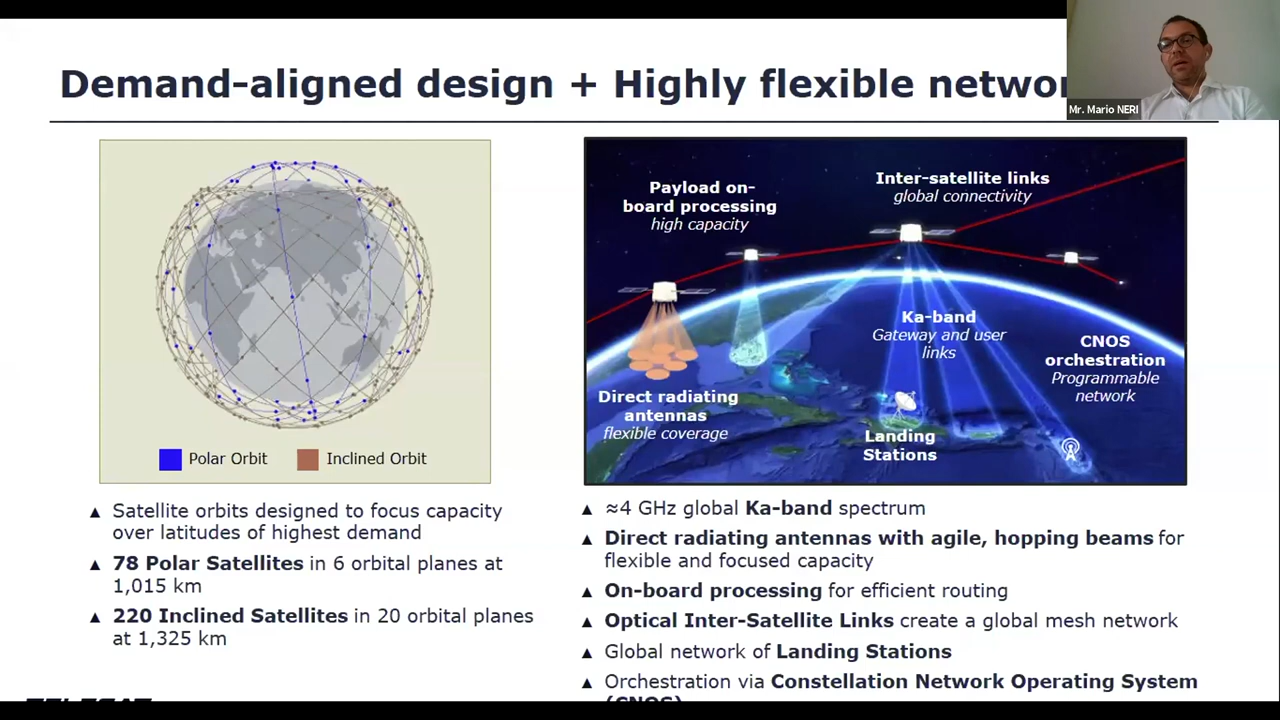 Demand-aligned design + Highly flexible networ
Mr. Mario NERI
Polar Orbit
Inclined Orbit
▲ Satellite orbits designed to focus capacity
over latitudes of highest demand
▲ 78 Polar Satellites in 6 orbital planes at
1,015 km
▲ 220 Inclined Satellites in 20 orbital planes
at 1,325 km
Payload on-
board processing
high capacity
Inter-satellite links
global connectivity
Ka-band
Gateway and user
links
CNOS
orchestration
Programmable
network
Direct radiating
antennas
flexible coverage
Landing
Stations
▲ ≈4 GHz global Ka-band spectrum
▲ Direct radiating antennas with agile, hopping beams for
flexible and focused capacity
▲ On-board processing for efficient routing
▲ Optical Inter-Satellite Links create a global mesh network
▲ Global network of Landing Stations
▲ Orchestration via Constellation Network Operating System
(CNOS)
TELESAT